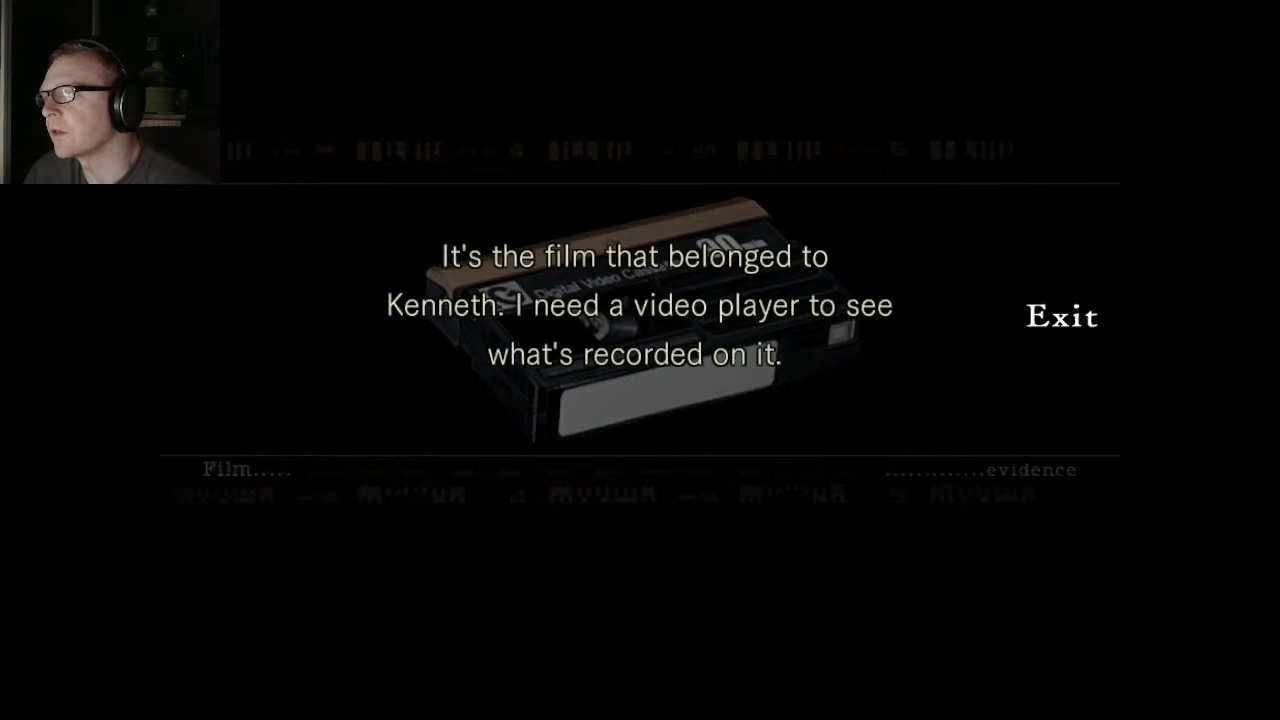 It's the film that belonged to
Kenneth. I need a video player to see
what's recorded on it.
Exit
Film.....
.............evidence